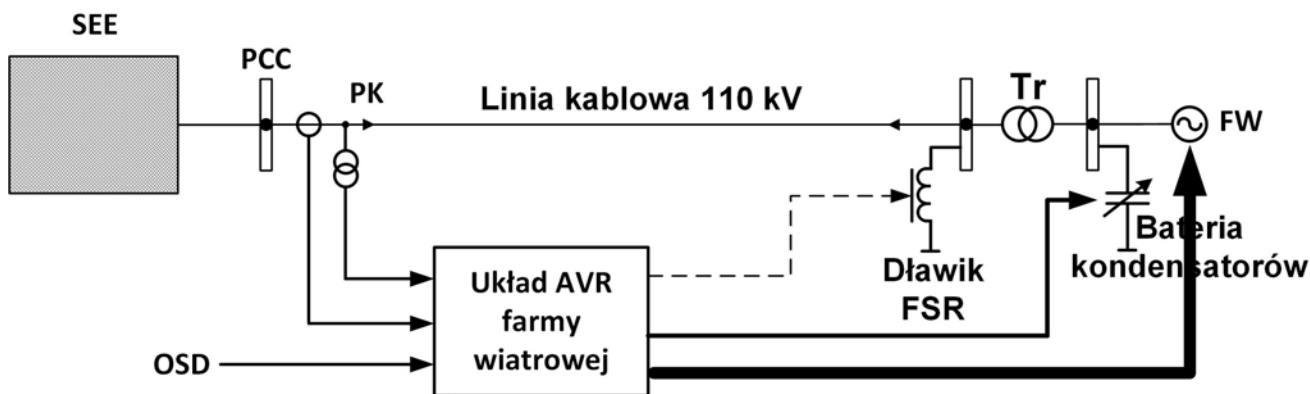 SEE
PCC
PK
Linia kablowa 110 kV
Tr
FW
Bateria
kondensatorów
Dławik
FSR
Układ AVR
farmy
wiatrowej
OSD